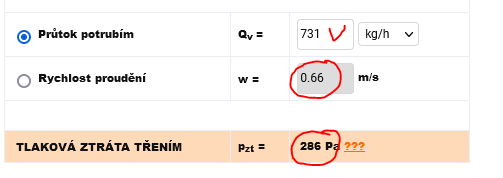 Průtok potrubím Qv = 731 kg/h
Rychlost proudění w = 0.66 m/s
TLAKOVÁ ZTRÁTA TŘENÍM pzt = 286 Pa ???